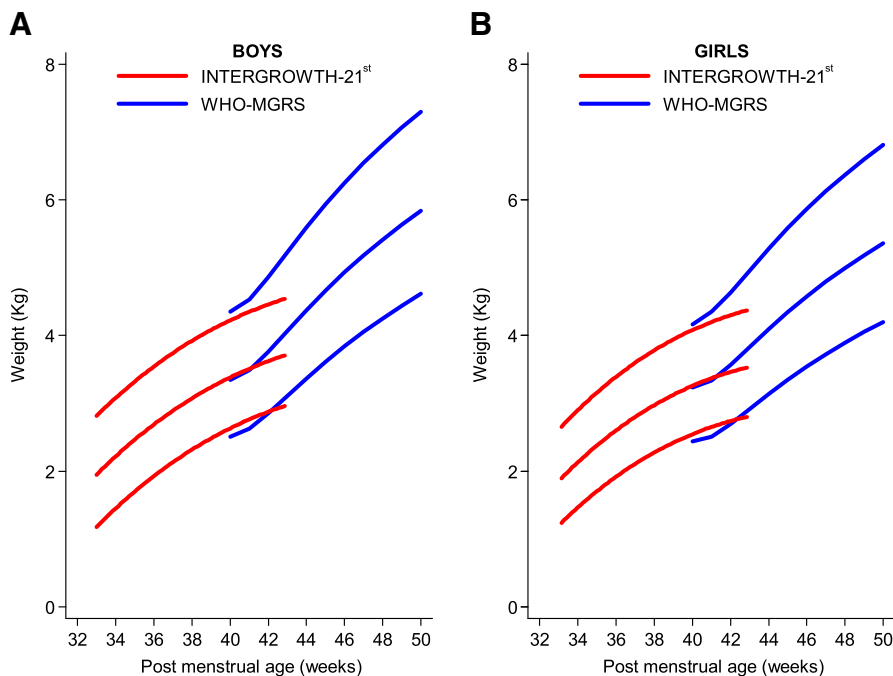 A
BOYS
INTERGROWTH-21st
WHO-MGRS
8
6
4
2
0
Weight (Kg)
32 34 36 38 40 42 44 46 48 50
Post menstrual age (weeks)
B
GIRLS
INTERGROWTH-21st
WHO-MGRS
8
6
4
2
0
Weight (Kg)
32 34 36 38 40 42 44 46 48 50
Post menstrual age (weeks)